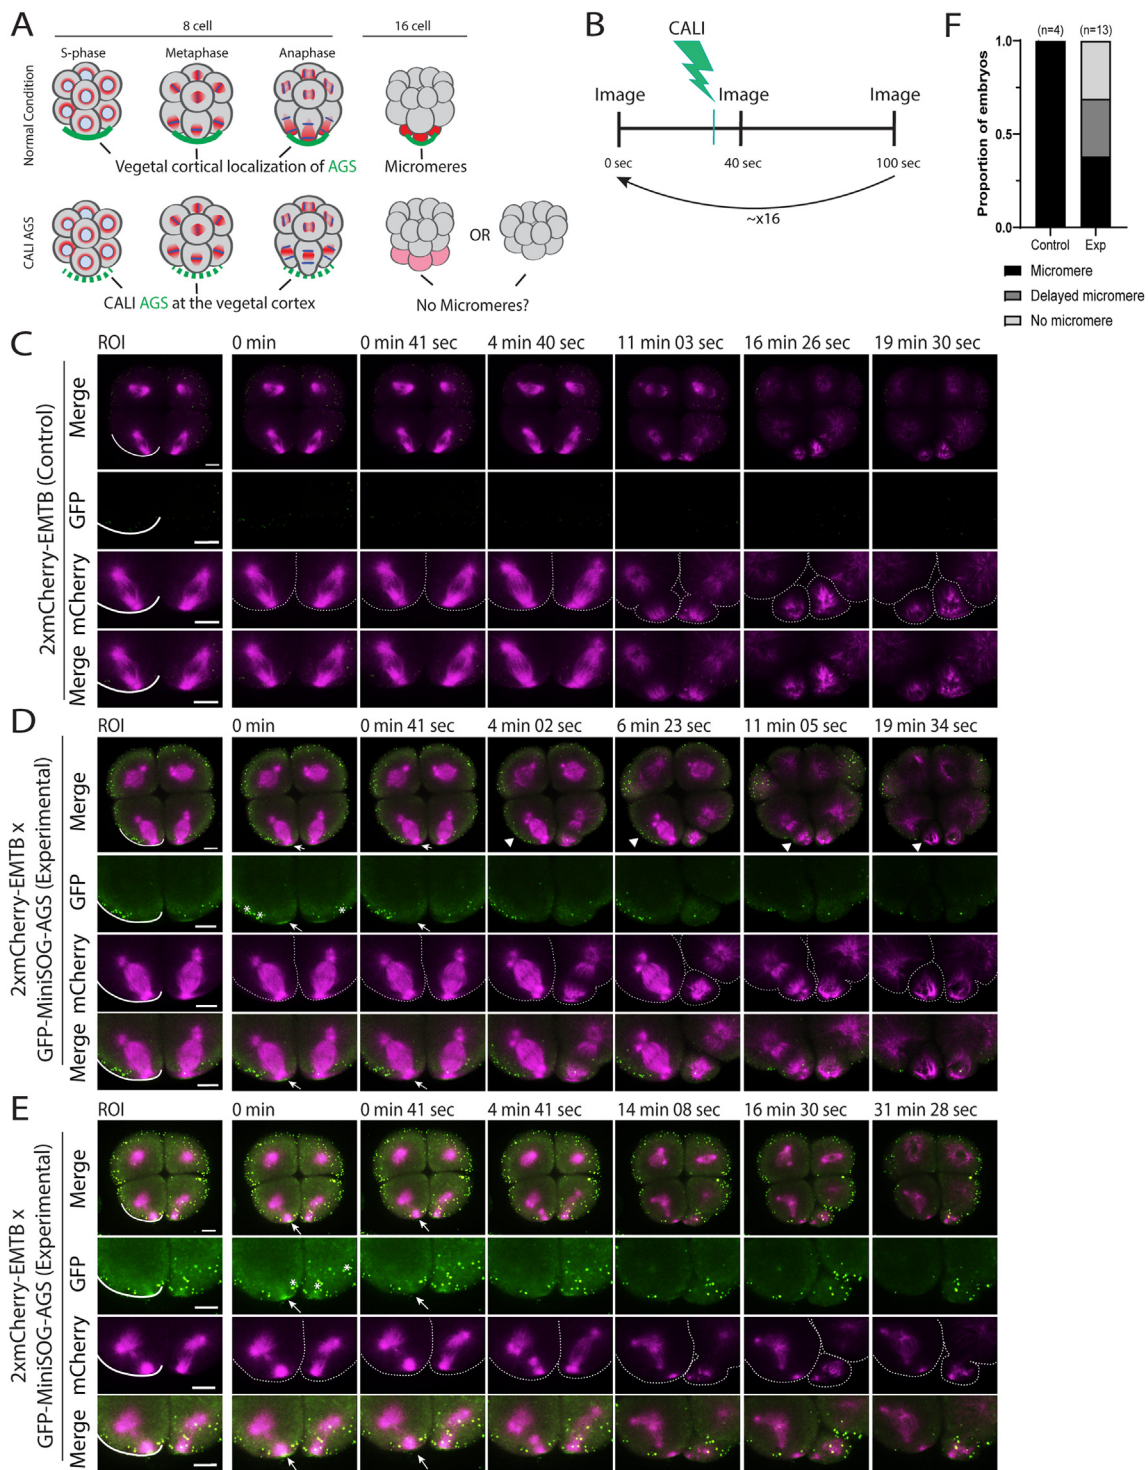 A
8 cell
16 cell
S-phase
Metaphase
Anaphase
Normal Condition
Vegetal cortical localization of AGS
Micromeres
CALI AGS
OR
CALI AGS at the vegetal cortex
No Micromeres?
B
CALI
Image
Image
Image
0 sec
40 sec
100 sec
~x16
F
(n=4)
(n=13)
Proportion of embryos
1.0
0.5
0.0
Control
Exp
Micromere
Delayed micromere
No micromere
C
ROI
0 min
0 min 41 sec
4 min 40 sec
11 min 03 sec
16 min 26 sec
19 min 30 sec
2xmCherry-EMTB (Control)
Merge
GFP
mCherry
Merge
D
ROI
0 min
0 min 41 sec
4 min 02 sec
6 min 23 sec
11 min 05 sec
19 min 34 sec
2xmCherry-EMTB x
GFP-MiniSOG-AGS (Experimental)
Merge
GFP
mCherry
Merge
E
ROI
0 min
0 min 41 sec
4 min 41 sec
14 min 08 sec
16 min 30 sec
31 min 28 sec
2xmCherry-EMTB x
GFP-MiniSOG-AGS (Experimental)
Merge
GFP
mCherry
Merge